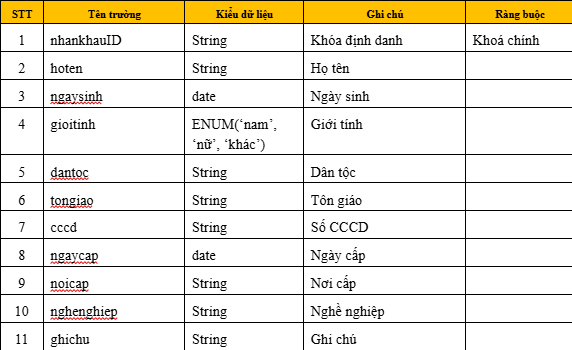 STT Tên trường Kiểu dữ liệu Ghi chú Ràng buộc
1 nhankhauID String Khóa định danh Khoá chính
2 hoten String Họ tên
3 ngaysinh date Ngày sinh
4 gioitinh ENUM(‘nam’, Giới tính
‘nữ’, ‘khác’)
5 dantoc String Dân tộc
6 tongiao String Tôn giáo
7 cccd String Số CCCD
8 ngaycap date Ngày cấp
9 noicap String Nơi cấp
10 nghenghiep String Nghề nghiệp
11 ghichu String Ghi chú